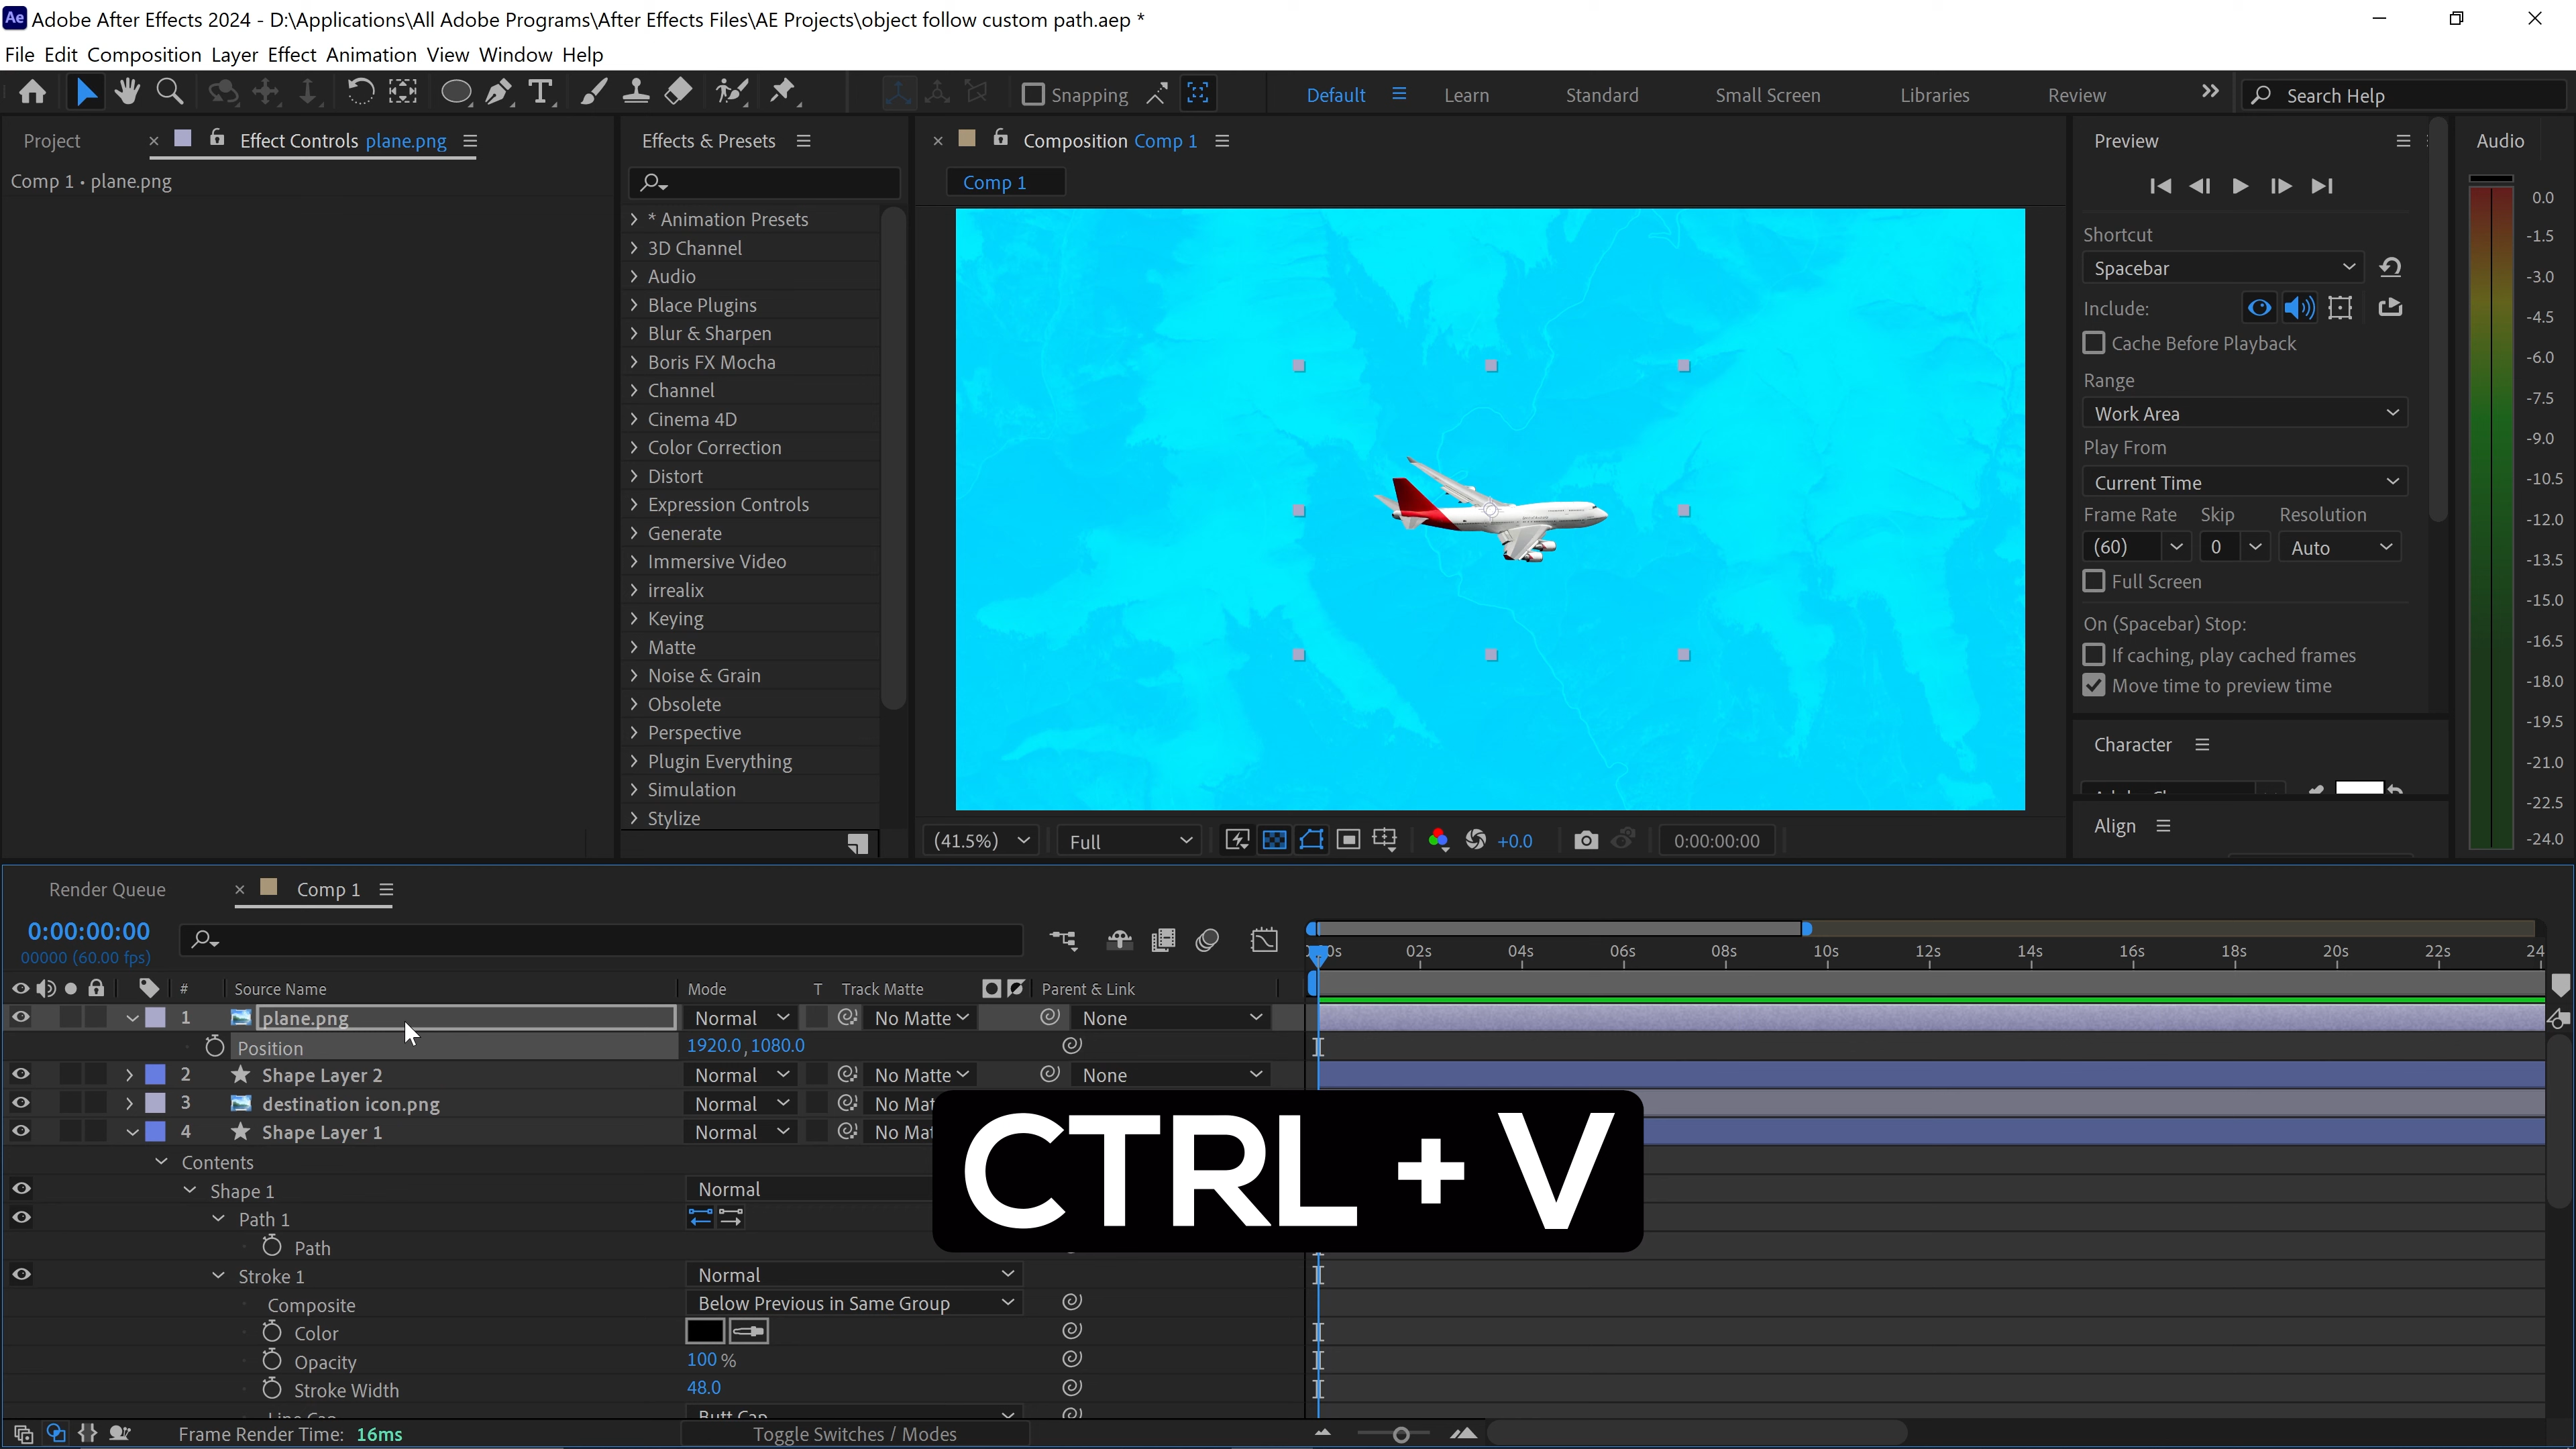 Ae Adobe After Effects 2024 - D:\Applications\All Adobe Programs\After Effects Files\AE Projects\object follow custom path.aep *
File Edit Composition Layer Effect Animation View Window Help
Snapping Default Learn Standard Small Screen Libraries Review Search Help
Project Effect Controls plane.png
Comp 1 • plane.png
Effects & Presets
* Animation Presets
3D Channel
Audio
Blace Plugins
Blur & Sharpen
Boris FX Mocha
Channel
Cinema 4D
Color Correction
Distort
Expression Controls
Generate
Immersive Video
irrealix
Keying
Matte
Noise & Grain
Obsolete
Perspective
Plugin Everything
Simulation
Stylize
Composition Comp 1
Comp 1
(41.5%) Full +0.0 0:00:00:00
Preview
Shortcut
Spacebar
Include:
Cache Before Playback
Range
Work Area
Play From
Current Time
Frame Rate Skip Resolution
(60) 0 Auto
Full Screen
On (Spacebar) Stop:
If caching, play cached frames
Move time to preview time
Character
Align
Audio
0.0
-1.5
-3.0
-4.5
-6.0
-7.5
-9.0
-10.5
-12.0
-13.5
-15.0
-16.5
-18.0
-19.5
-21.0
-22.5
-24.0
Render Queue Comp 1
0:00:00:00
00000 (60.00 fps)
02s 04s 06s 08s 10s 12s 14s 16s 18s 20s 22s 24
# Source Name Mode T Track Matte Parent & Link
1 plane.png Normal No Matte None
Position 1920.0, 1080.0
2 Shape Layer 2 Normal No Matte None
3 destination icon.png Normal No Mat
4 Shape Layer 1 Normal No Mat
Contents
Shape 1 Normal
Path 1
Path
Stroke 1 Normal
Composite Below Previous in Same Group
Color
Opacity 100 %
Stroke Width 48.0
CTRL + V
Frame Render Time: 16ms Toggle Switches / Modes